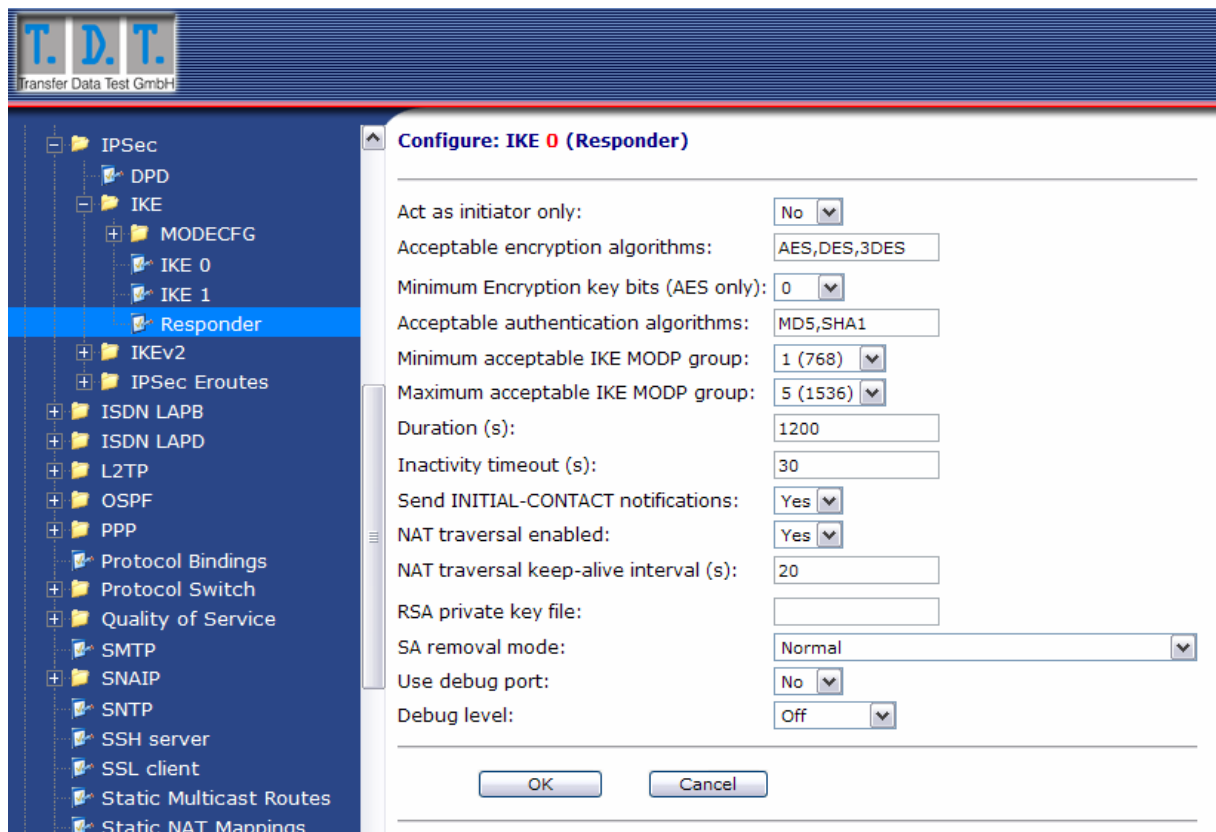 T. D. T.
Transfer Data Test GmbH
IPSec
DPD
IKE
MODECFG
IKE 0
IKE 1
Responder
IKEv2
IPSec Eroutes
ISDN LAPB
ISDN LAPD
L2TP
OSPF
PPP
Protocol Bindings
Protocol Switch
Quality of Service
SMTP
SNAIP
SNTP
SSH server
SSL client
Static Multicast Routes
Static NAT Mappings
Configure: IKE 0 (Responder)
Act as initiator only: No
Acceptable encryption algorithms: AES,DES,3DES
Minimum Encryption key bits (AES only): 0
Acceptable authentication algorithms: MD5,SHA1
Minimum acceptable IKE MODP group: 1 (768)
Maximum acceptable IKE MODP group: 5 (1536)
Duration (s): 1200
Inactivity timeout (s): 30
Send INITIAL-CONTACT notifications: Yes
NAT traversal enabled: Yes
NAT traversal keep-alive interval (s): 20
RSA private key file:
SA removal mode: Normal
Use debug port: No
Debug level: Off
OK Cancel